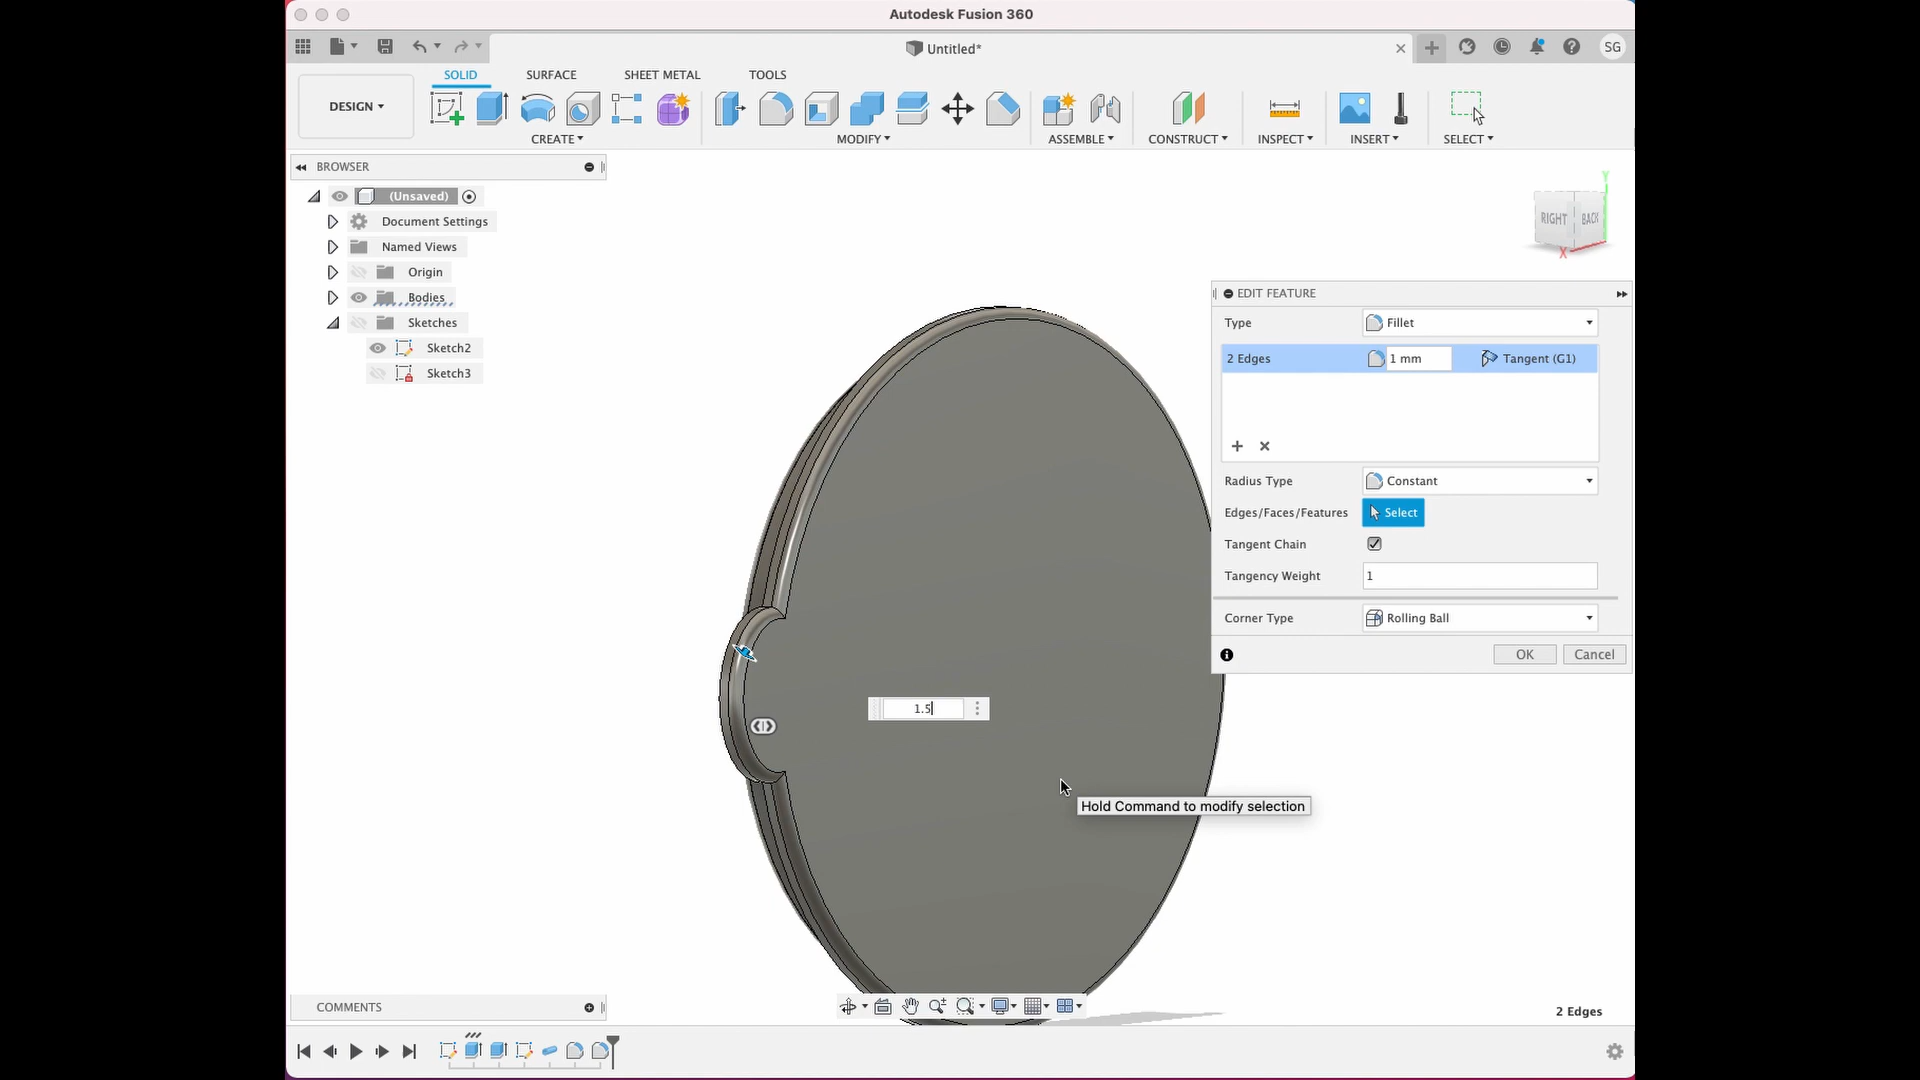 Autodesk Fusion 360
Untitled*
SG
DESIGN
SOLID SURFACE SHEET METAL TOOLS
CREATE MODIFY ASSEMBLE CONSTRUCT INSPECT INSERT SELECT
BROWSER
(Unsaved)
Document Settings
Named Views
Origin
Bodies
Sketches
Sketch2
Sketch3
Y
RIGHT BACK
X
EDIT FEATURE
Type Fillet
2 Edges 1 mm Tangent (G1)
Radius Type Constant
Edges/Faces/Features Select
Tangent Chain
Tangency Weight 1
Corner Type Rolling Ball
OK Cancel
1.5
Hold Command to modify selection
COMMENTS
2 Edges